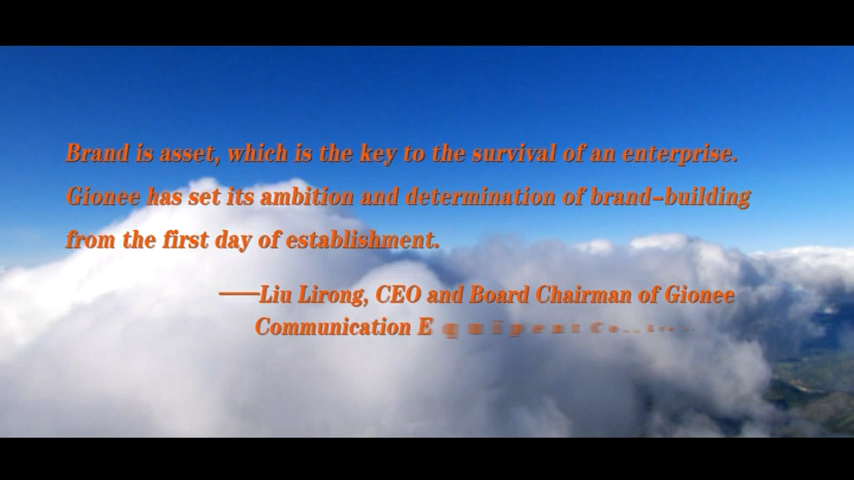 Brand is asset, which is the key to the survival of an enterprise.
Gionee has set its ambition and determination of brand-building
from the first day of establishment.
——Liu Lirong, CEO and Board Chairman of Gionee
Communication